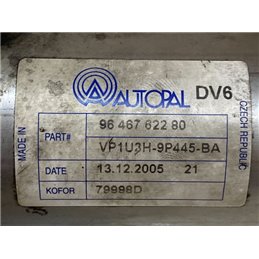 AUTOPAL DV6
MADE IN
CZECH REPUBLIC
PART# 96 467 622 80
VP1U3H-9P445-BA
DATE 13.12.2005 21
KOFOR 79998D